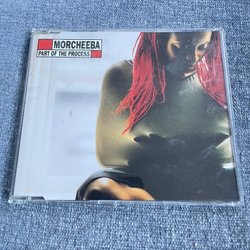 MORCHEEBA
PART OF THE PROCESS